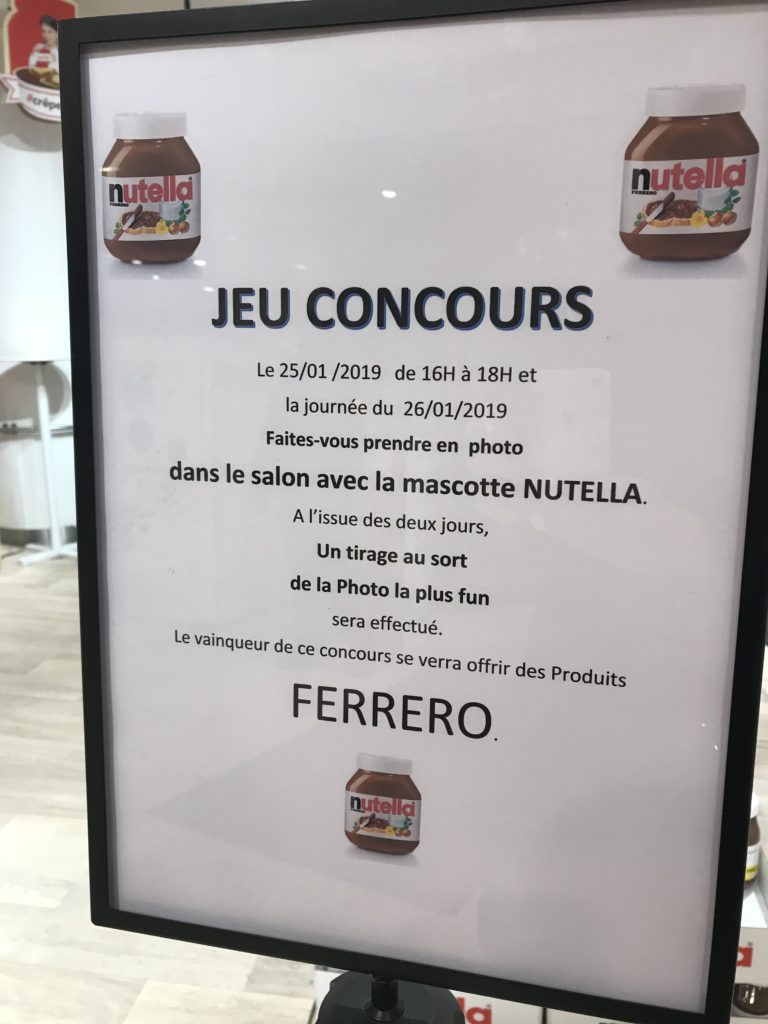 #crêpe
nutella
FERRERO
nutella
FERRERO
JEU CONCOURS
Le 25/01 /2019 de 16H à 18H et
la journée du 26/01/2019
Faites-vous prendre en photo
dans le salon avec la mascotte NUTELLA.
A l'issue des deux jours,
Un tirage au sort
de la Photo la plus fun
sera effectué.
Le vainqueur de ce concours se verra offrir des Produits
FERRERO.
nutella